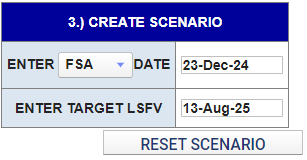 3.) CREATE SCENARIO
ENTER FSA DATE 23-Dec-24
ENTER TARGET LSFV 13-Aug-25
RESET SCENARIO